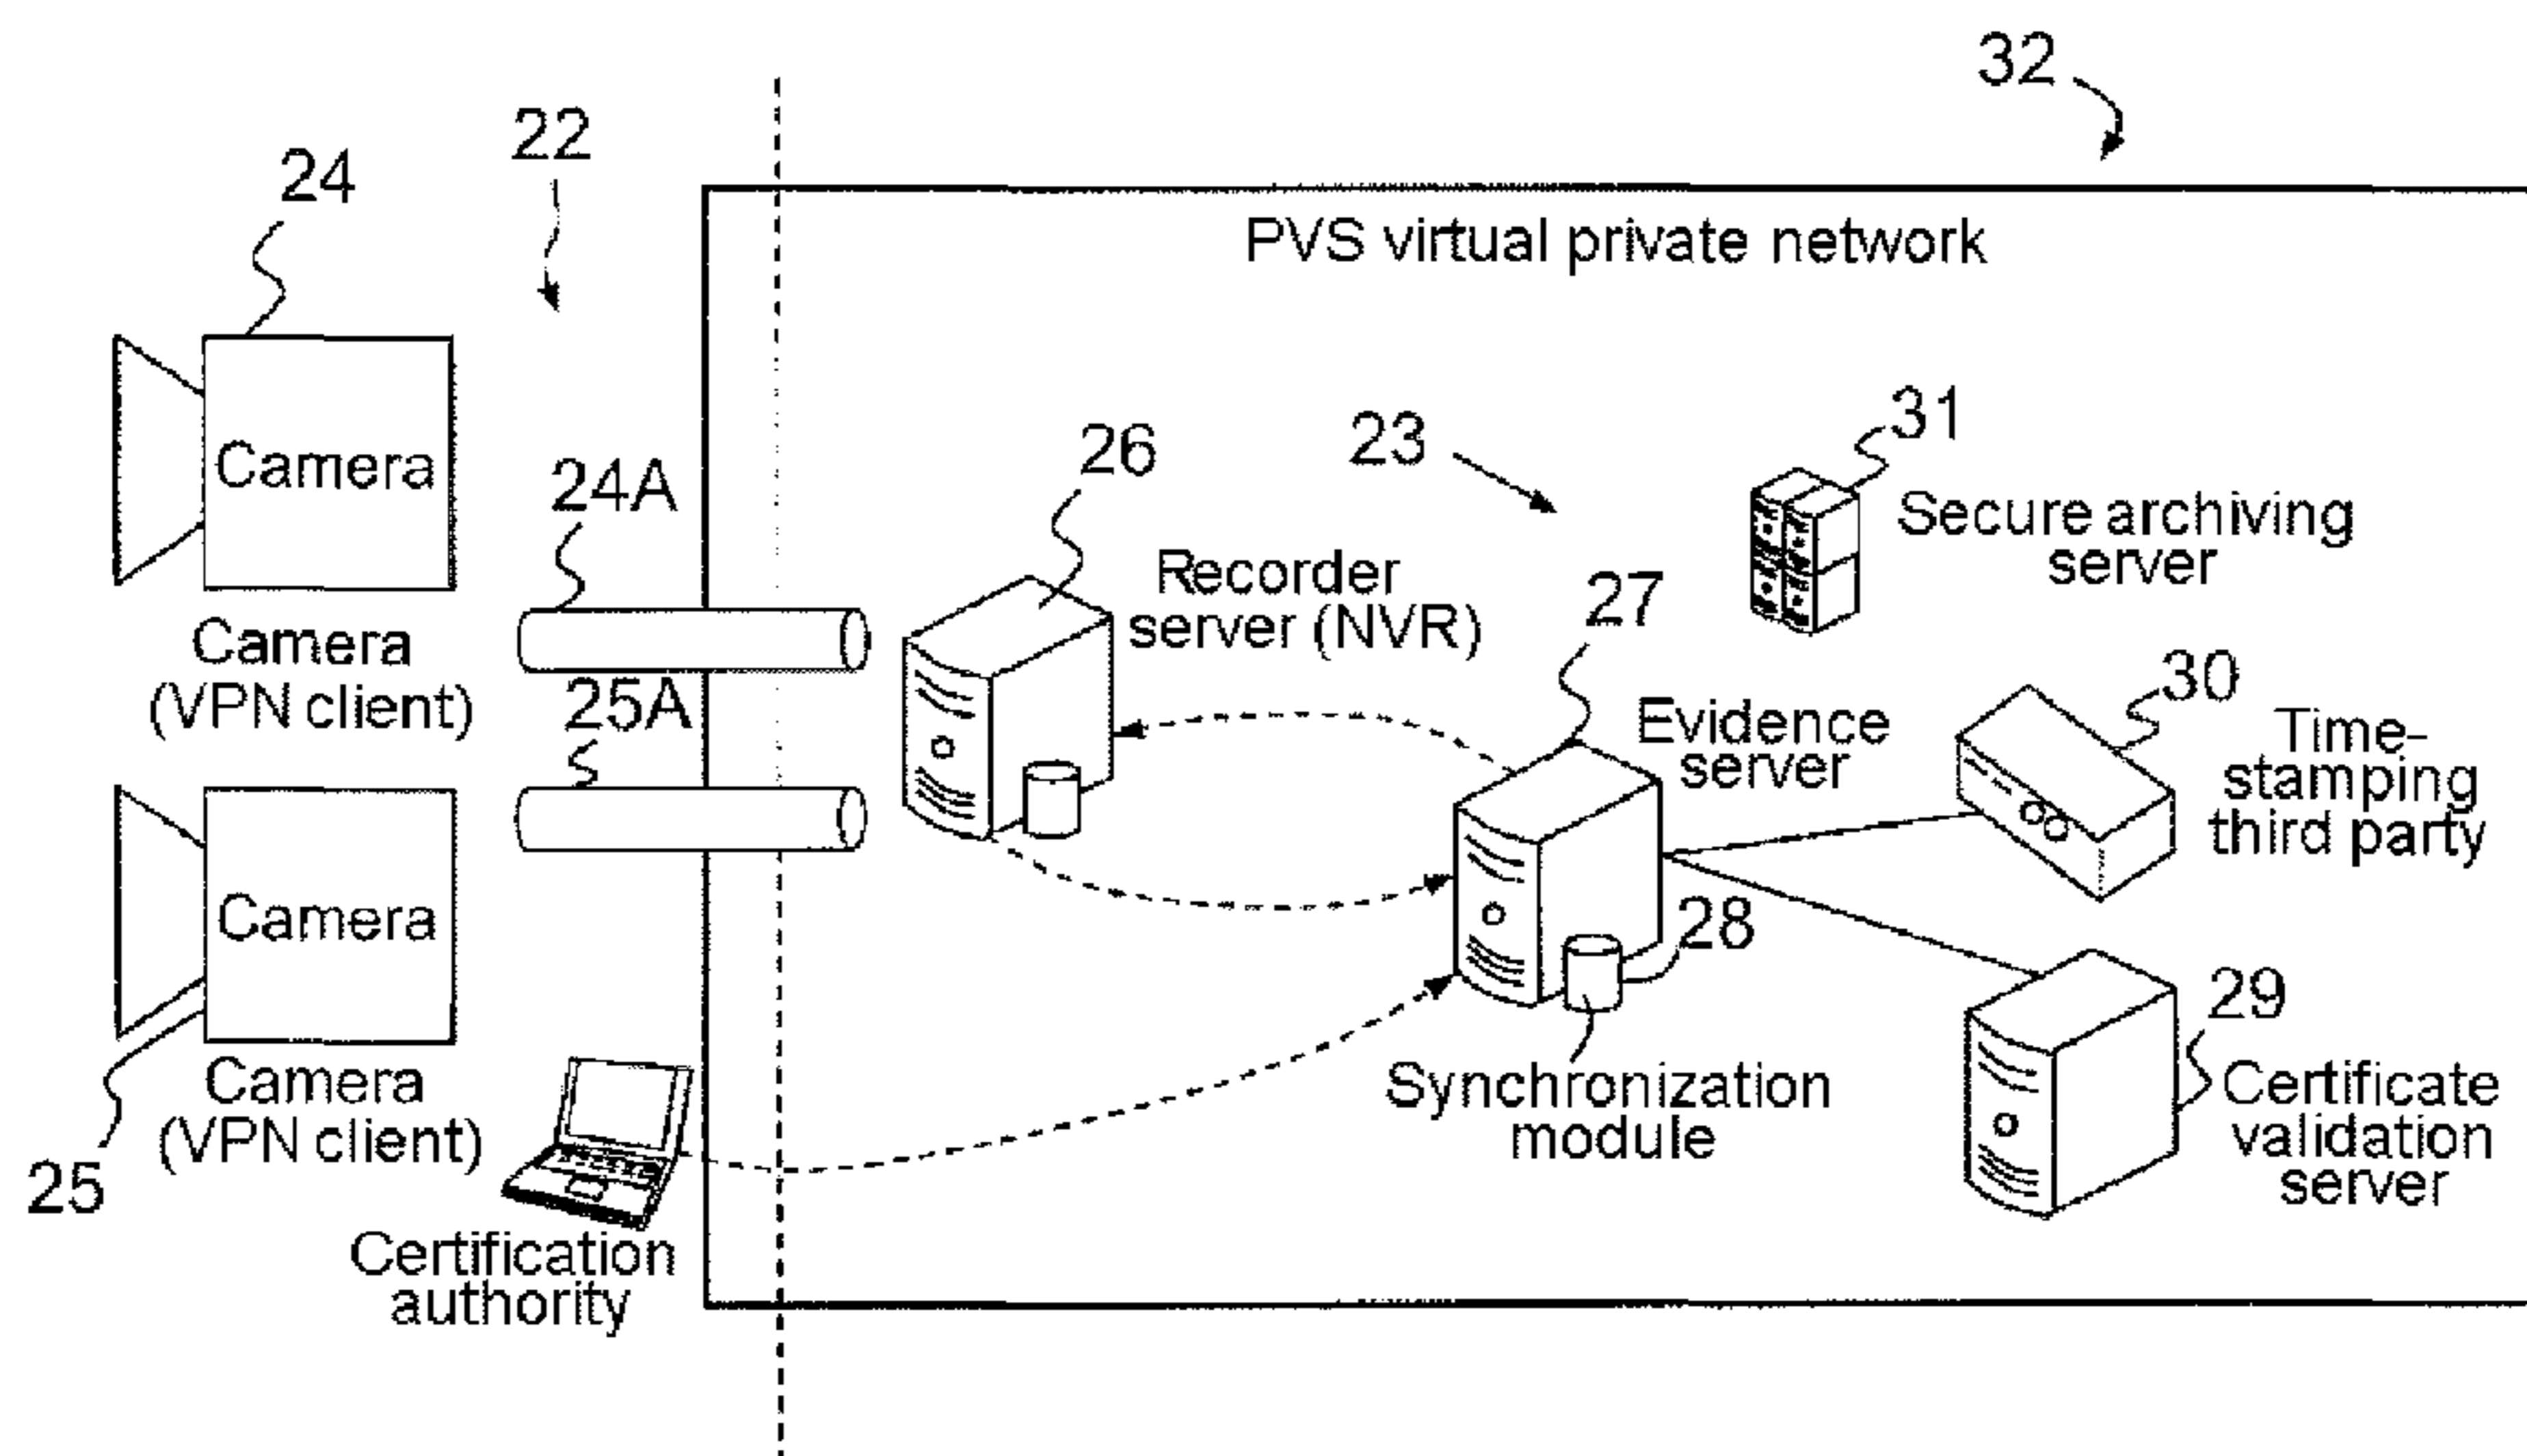 32
22
24
PVS virtual private network
Camera
24A
26
23
31
Secure archiving
server
Recorder
server (NVR)
27
Camera
(VPN client)
25A
30
Evidence
server
Time-
stamping
third party
Camera
28
29
Synchronization
module
Certificate
validation
server
Camera
(VPN client)
25
Certification
authority